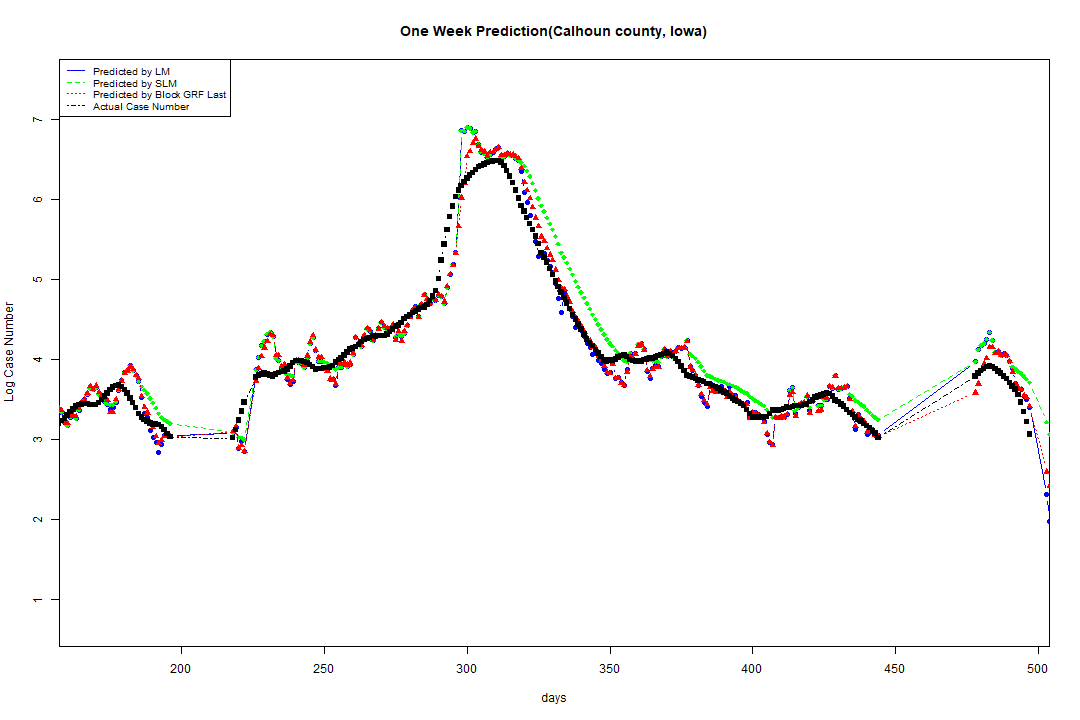 One Week Prediction(Calhoun county, Iowa)
Predicted by LM
Predicted by SLM
Predicted by Block GRF Last
Actual Case Number
7
6
5
4
3
2
1
Log Case Number
200 250 300 350 400 450 500
days